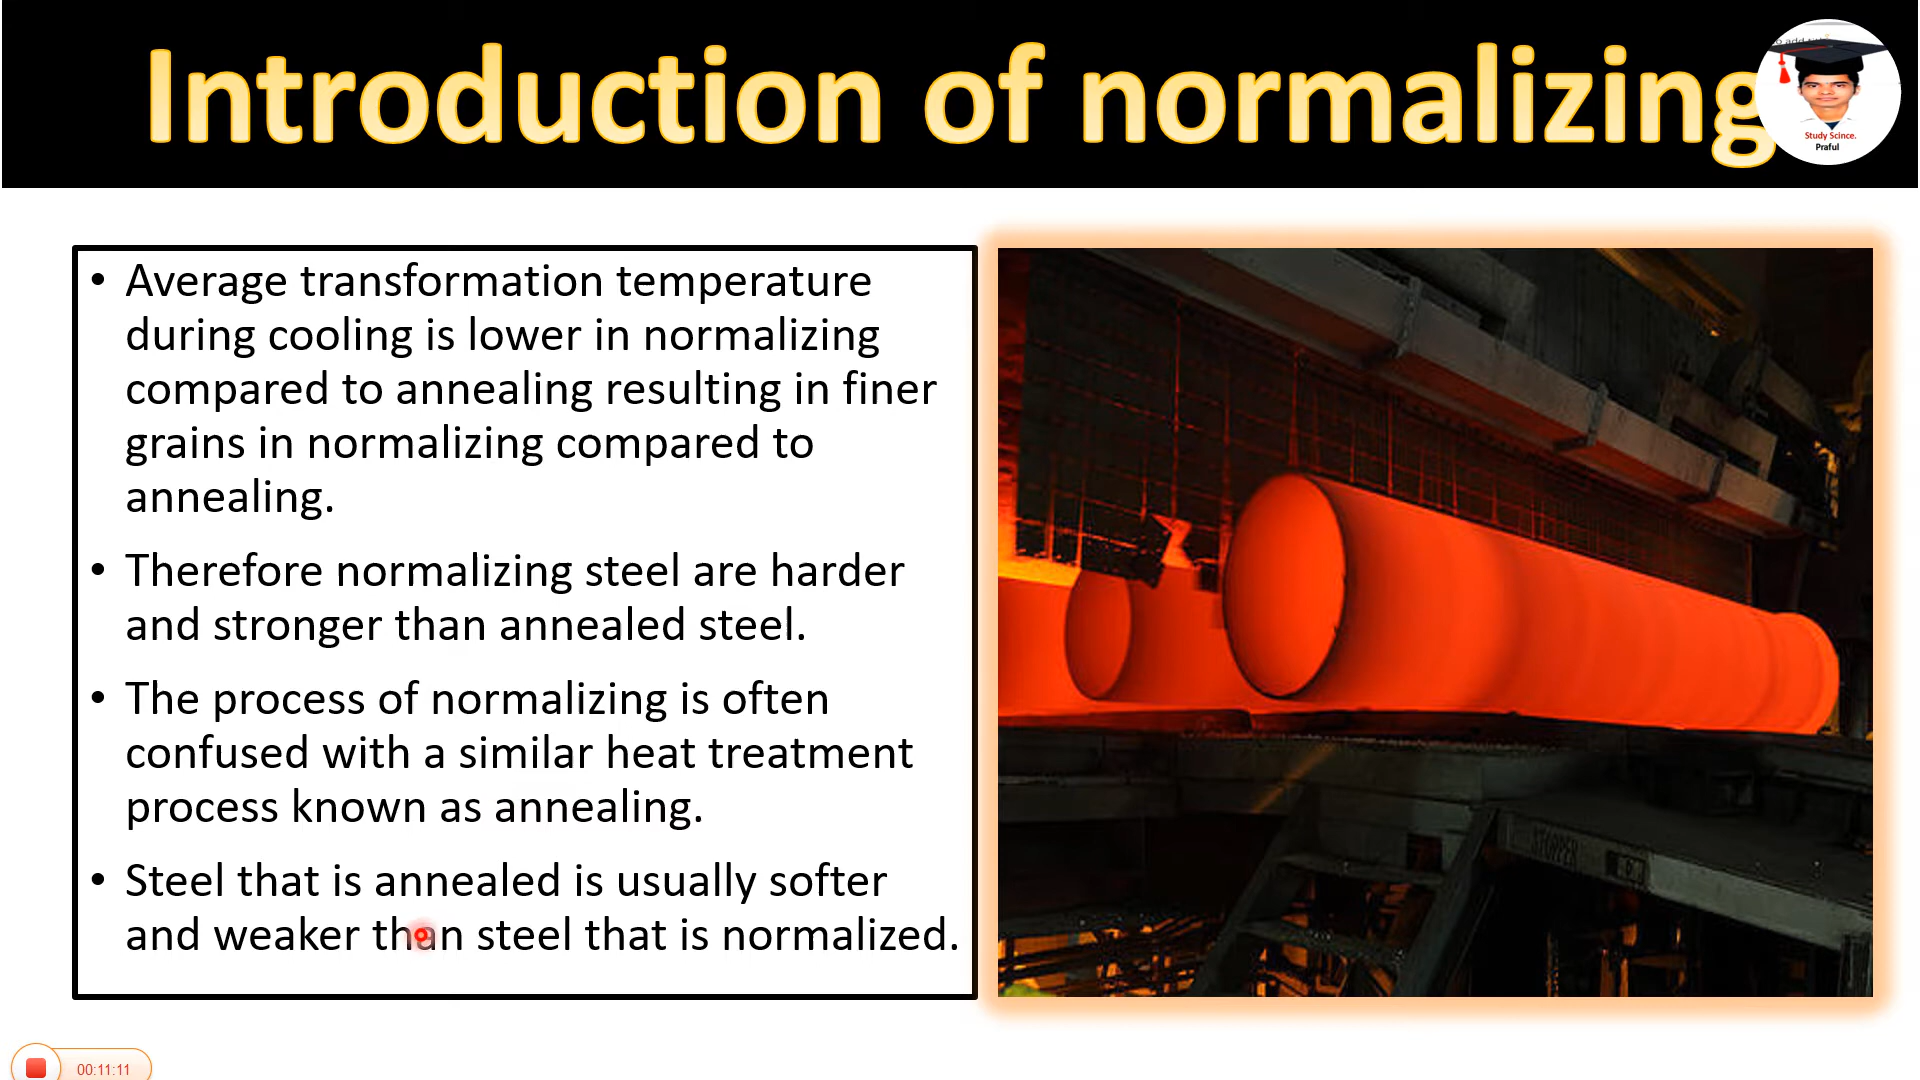 Introduction of normalizing
Study Scince.
Praful
• Average transformation temperature
during cooling is lower in normalizing
compared to annealing resulting in finer
grains in normalizing compared to
annealing.
• Therefore normalizing steel are harder
and stronger than annealed steel.
• The process of normalizing is often
confused with a similar heat treatment
process known as annealing.
• Steel that is annealed is usually softer
and weaker than steel that is normalized.
STOPPER
00:11:11